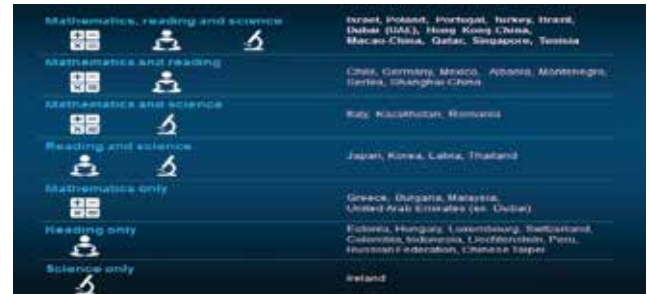 Mathematics, reading and science
Israel, Poland, Portugal, Turkey, Brazil,
Dubai (UAE), Hong Kong China,
Macao-China, Qatar, Singapore, Tunisia
Mathematics and reading
Chile, Germany, Mexico, Albania, Montenegro,
Serbia, Shanghai China
Mathematics and science
Italy, Kazakhstan, Romania
Reading and science
Japan, Korea, Latvia, Thailand
Mathematics only
Greece, Bulgaria, Malaysia,
United Arab Emirates (ex. Dubai)
Reading only
Estonia, Hungary, Luxembourg, Switzerland,
Colombia, Indonesia, Liechtenstein, Peru,
Russian Federation, Chinese Taipei
Science only
Ireland